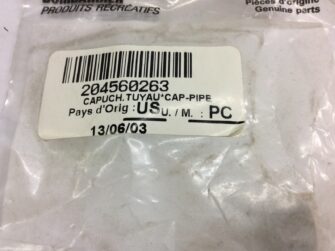 PRODUITS RÉCRÉATIFS
Pièces d'origine
Genuine parts
204560263
CAPUCH.TUYAU*CAP-PIPE
Pays d'Orig : US U. / M. : PC
13/06/03